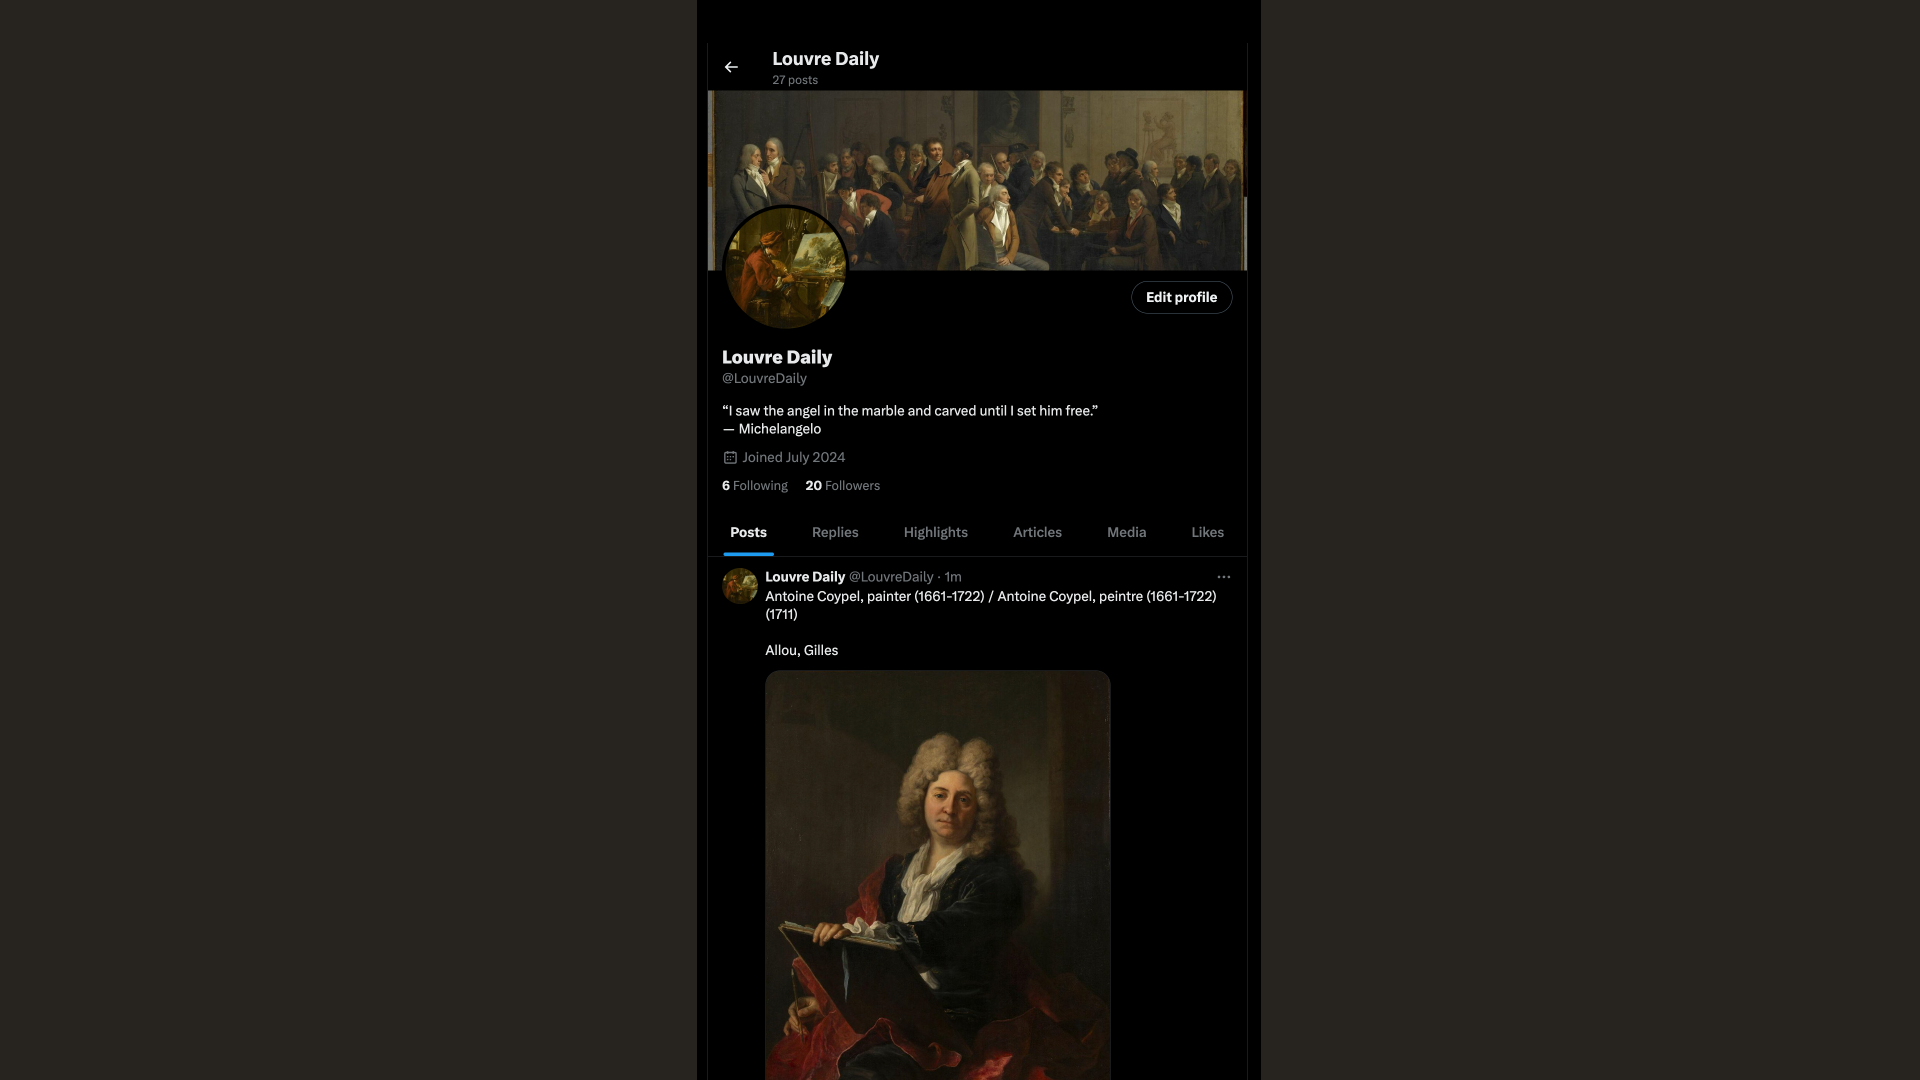 Louvre Daily
27 posts
Edit profile
Louvre Daily
@LouvreDaily
“I saw the angel in the marble and carved until I set him free.”
— Michelangelo
Joined July 2024
6 Following 20 Followers
Posts Replies Highlights Articles Media Likes
Louvre Daily @LouvreDaily · 1m
Antoine Coypel, painter (1661-1722) / Antoine Coypel, peintre (1661-1722)
(1711)
Allou, Gilles